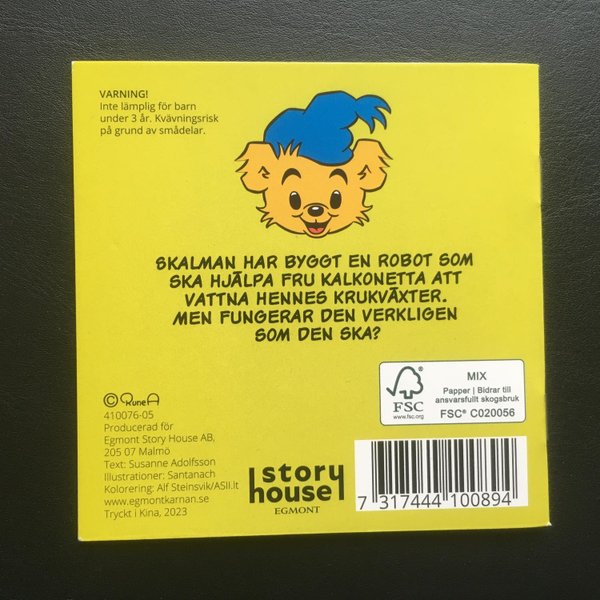 VARNING!
Inte lämplig för barn
under 3 år. Kvävningsrisk
på grund av smådelar.
SKALMAN HAR BYGGT EN ROBOT SOM
SKA HJÄLPA FRU KALKONETTA ATT
VATTNA HENNES KRUKVÄXTER.
MEN FUNGERAR DEN VERKLIGEN
SOM DEN SKA?
© Rune A
410076-05
Producerad för
Egmont Story House AB,
205 07 Malmö
Text: Susanne Adolfsson
Illustrationer: Santanach
Kolorering: Alf Steinsvik/ASII.lt
www.egmontkarnan.se
Tryckt i Kina, 2023
story
house
EGMONT
FSC
www.fsc.org
MIX
Papper | Bidrar till
ansvarsfullt skogsbruk
FSC® C020056
7 317444 100894